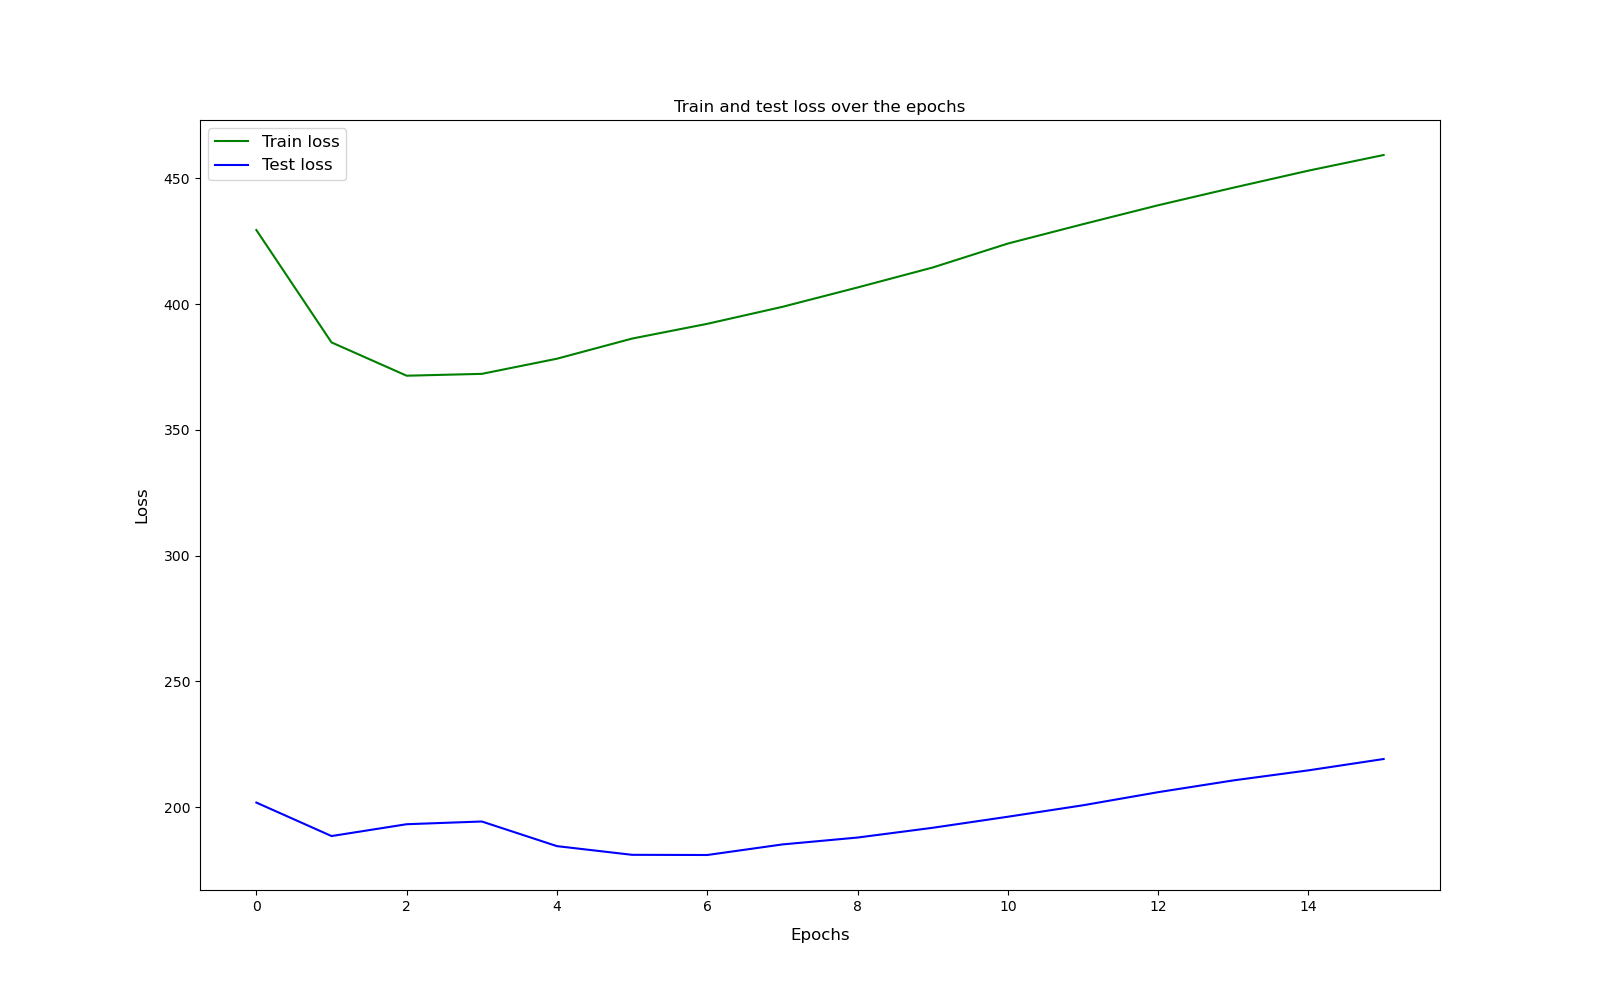 Train and test loss over the epochs
Train loss
Test loss
450
400
350
300
250
200
Loss
0 2 4 6 8 10 12 14
Epochs